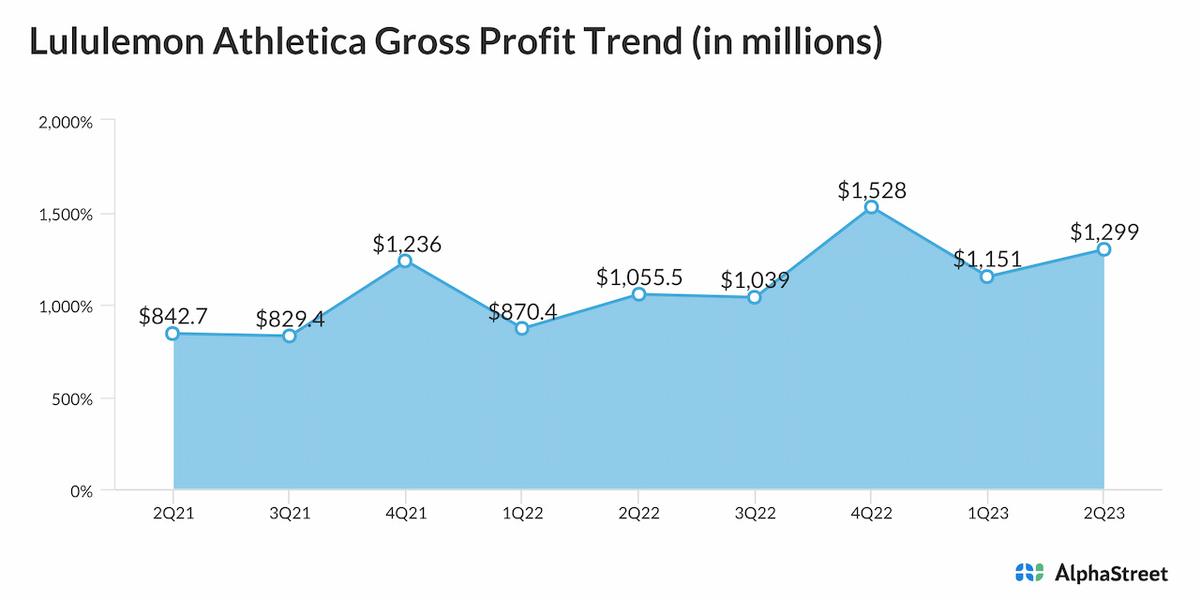 Lululemon Athletica Gross Profit Trend (in millions)
2,000%
1,500%
1,000%
500%
0%
$842.7
$829.4
$1,236
$870.4
$1,055.5
$1,039
$1,528
$1,151
$1,299
2Q21
3Q21
4Q21
1Q22
2Q22
3Q22
4Q22
1Q23
2Q23
AlphaStreet